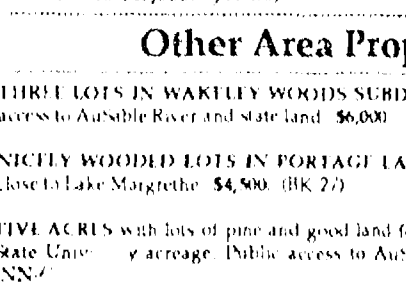 Other Area Prop
THREE LOTS IN WAKELEY WOODS SUBD
access to AuSable River and state land $6,000
NICELY WOODED LOTS IN PORTAGE LA
Close to Lake Margrethe $4,500. (BK 27)
FIVE ACRES with lots of pine and good land f
State acreage. Public access to AuS